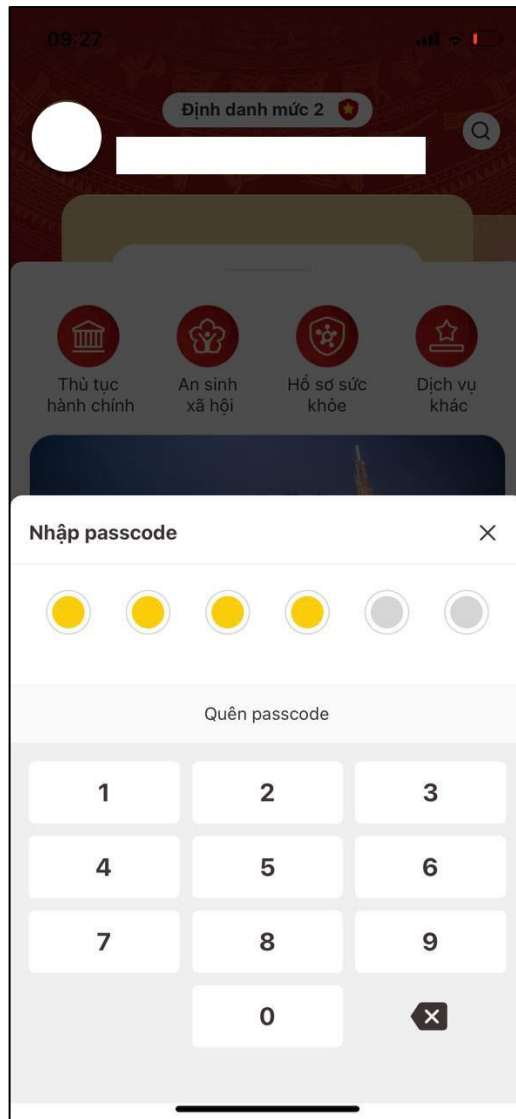 09:27
Định danh mức 2
Thủ tục
hành chính
An sinh
xã hội
Hồ sơ sức
khỏe
Dịch vụ
khác
Nhập passcode
Quên passcode
1 2 3
4 5 6
7 8 9
0